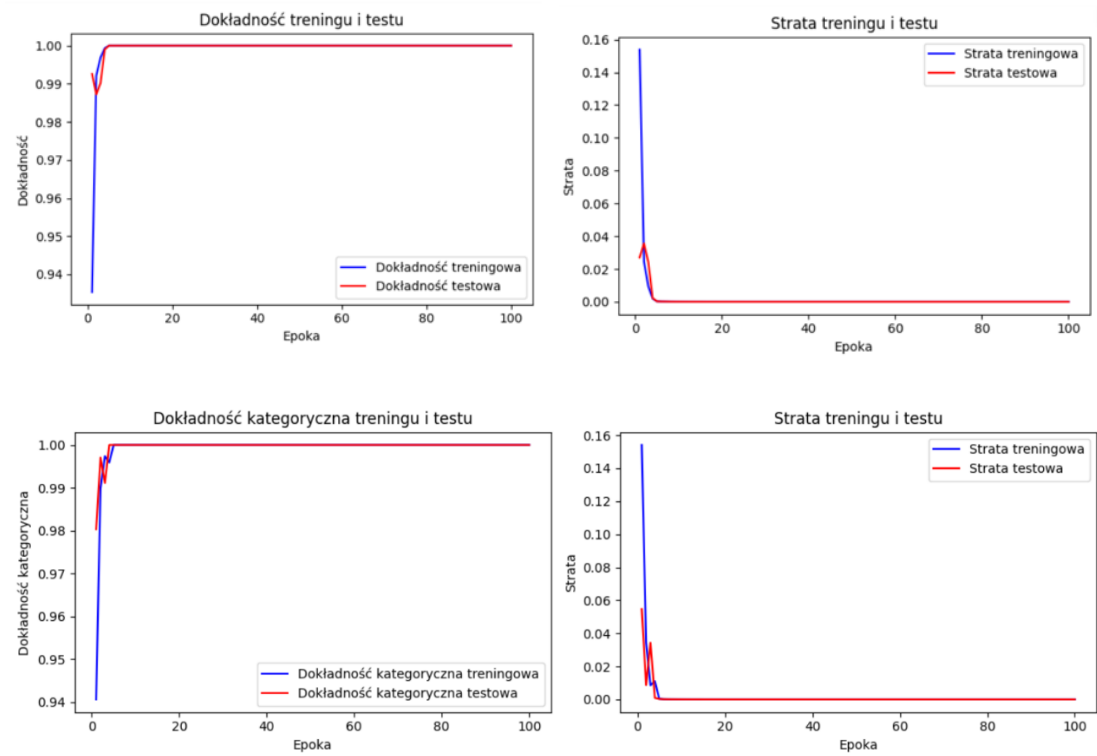 Dokładność treningu i testu
1.00
0.99
0.98
0.97
0.96
0.95
0.94
Dokładność
Dokładność treningowa
Dokładność testowa
0 20 40 60 80 100
Epoka
Strata treningu i testu
0.16
0.14
0.12
0.10
0.08
0.06
0.04
0.02
0.00
Strata
Strata treningowa
Strata testowa
0 20 40 60 80 100
Epoka
Dokładność kategoryczna treningu i testu
1.00
0.99
0.98
0.97
0.96
0.95
0.94
Dokładność kategoryczna
Dokładność kategoryczna treningowa
Dokładność kategoryczna testowa
0 20 40 60 80 100
Epoka
Strata treningu i testu
0.16
0.14
0.12
0.10
0.08
0.06
0.04
0.02
0.00
Strata
Strata treningowa
Strata testowa
0 20 40 60 80 100
Epoka